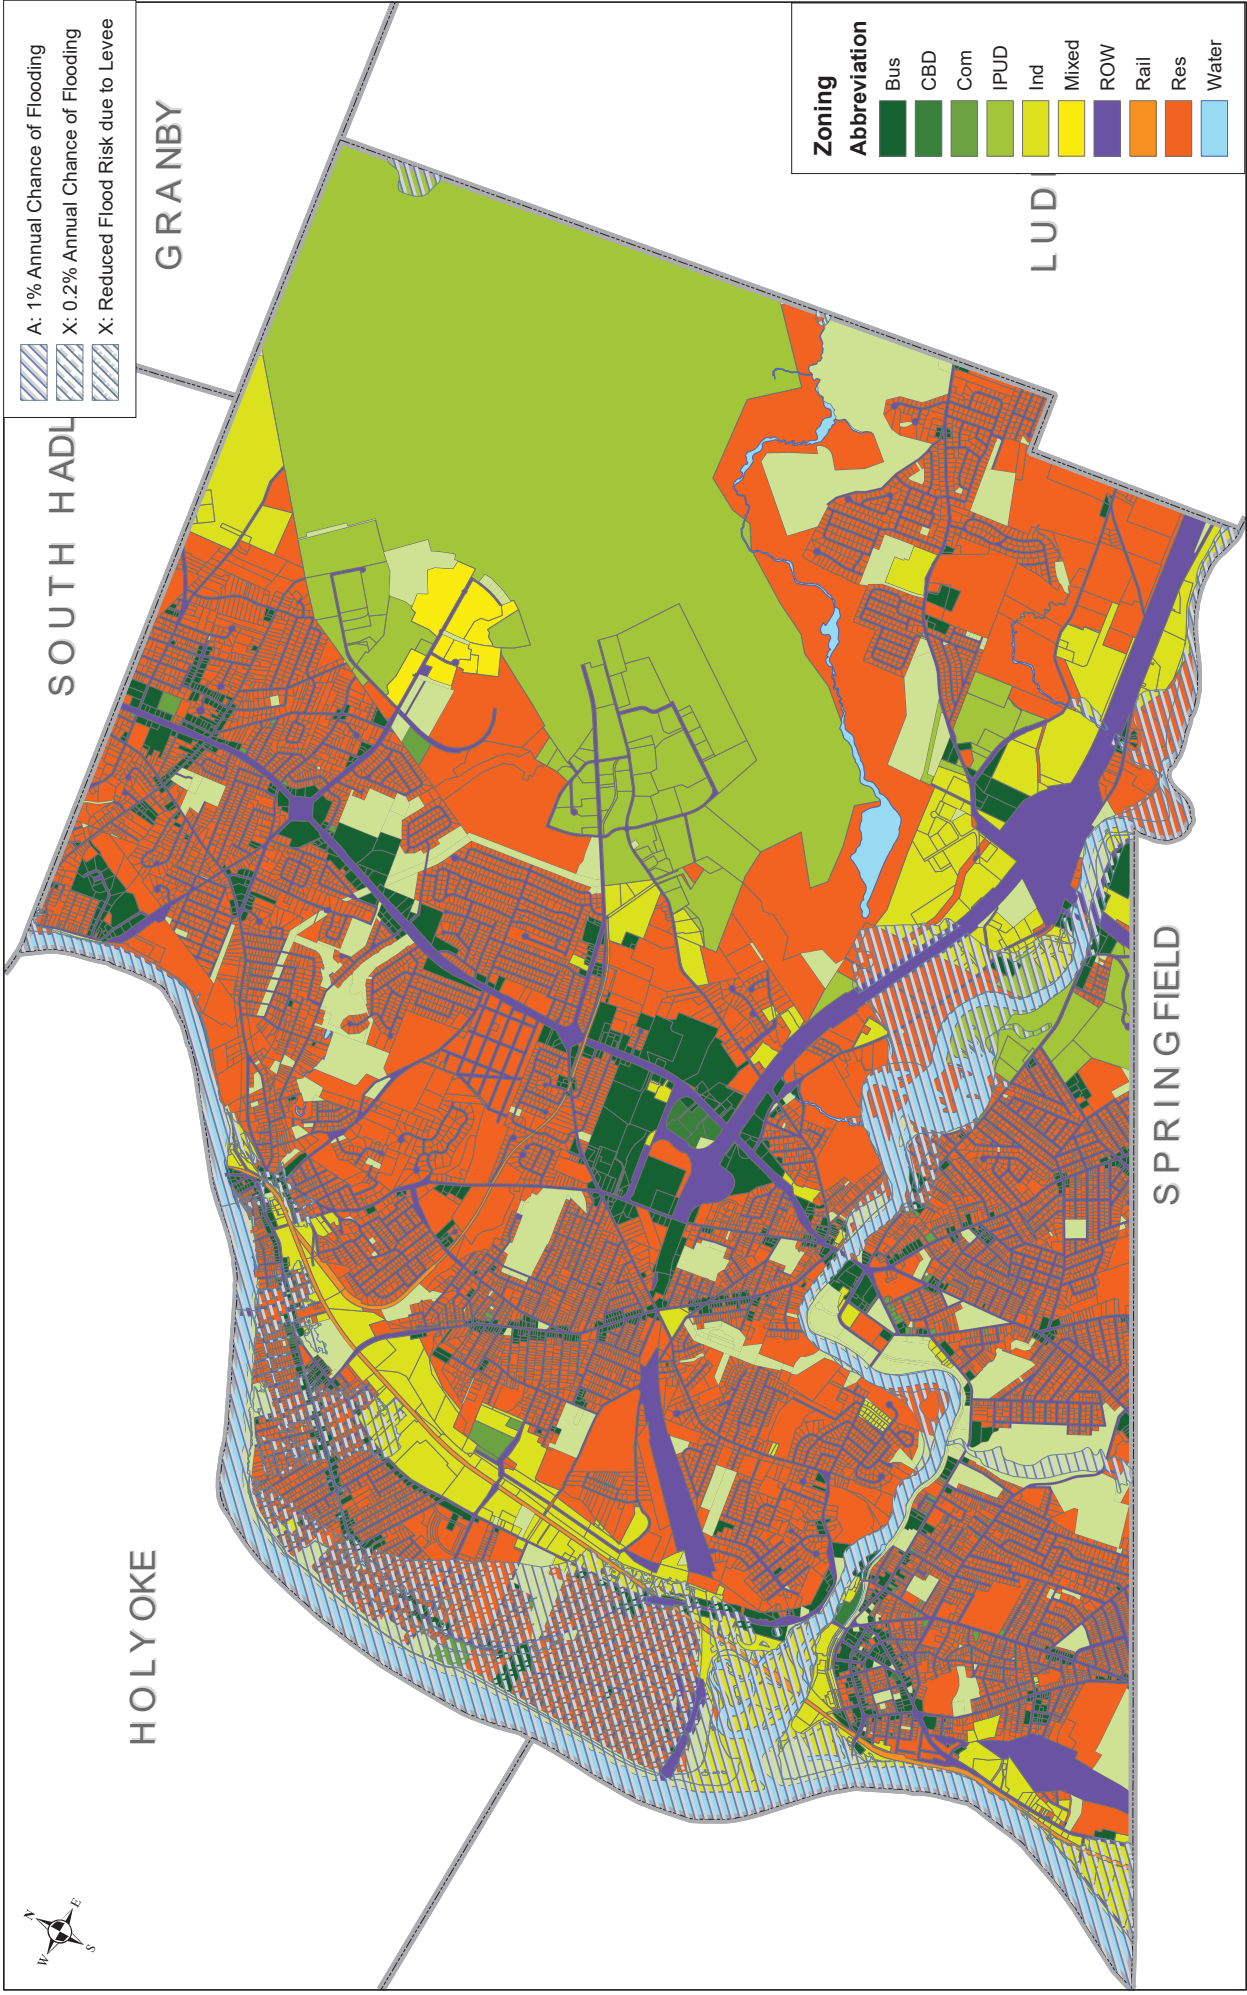 A: 1% Annual Chance of Flooding
X: 0.2% Annual Chance of Flooding
X: Reduced Flood Risk due to Levee
GRANBY
SOUTH HADL
HOLYOKE
SPRINGFIELD
LUD
Zoning
Abbreviation
Bus
CBD
Com
IPUD
Ind
Mixed
ROW
Rail
Res
Water
N
E
S
W